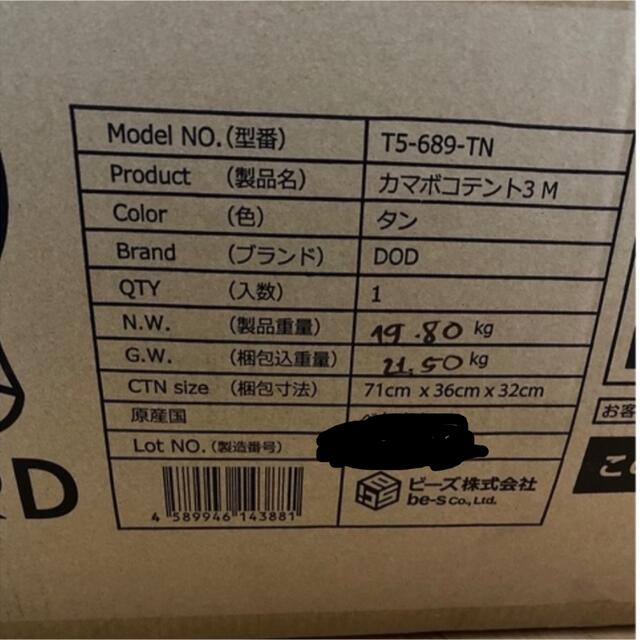 Model NO.(型番) T5-689-TN
Product (製品名) カマボコテント3 M
Color (色) タン
Brand (ブランド) DOD
QTY (入数) 1
N.W. (製品重量) 19.80 kg
G.W. (梱包込重量) 21.50 kg
CTN size (梱包寸法) 71cm x 36cm x 32cm
原産国
Lot NO. (製造番号)
4 589946 143881
ビーズ株式会社
be-s Co., Ltd.
RD
お客
この